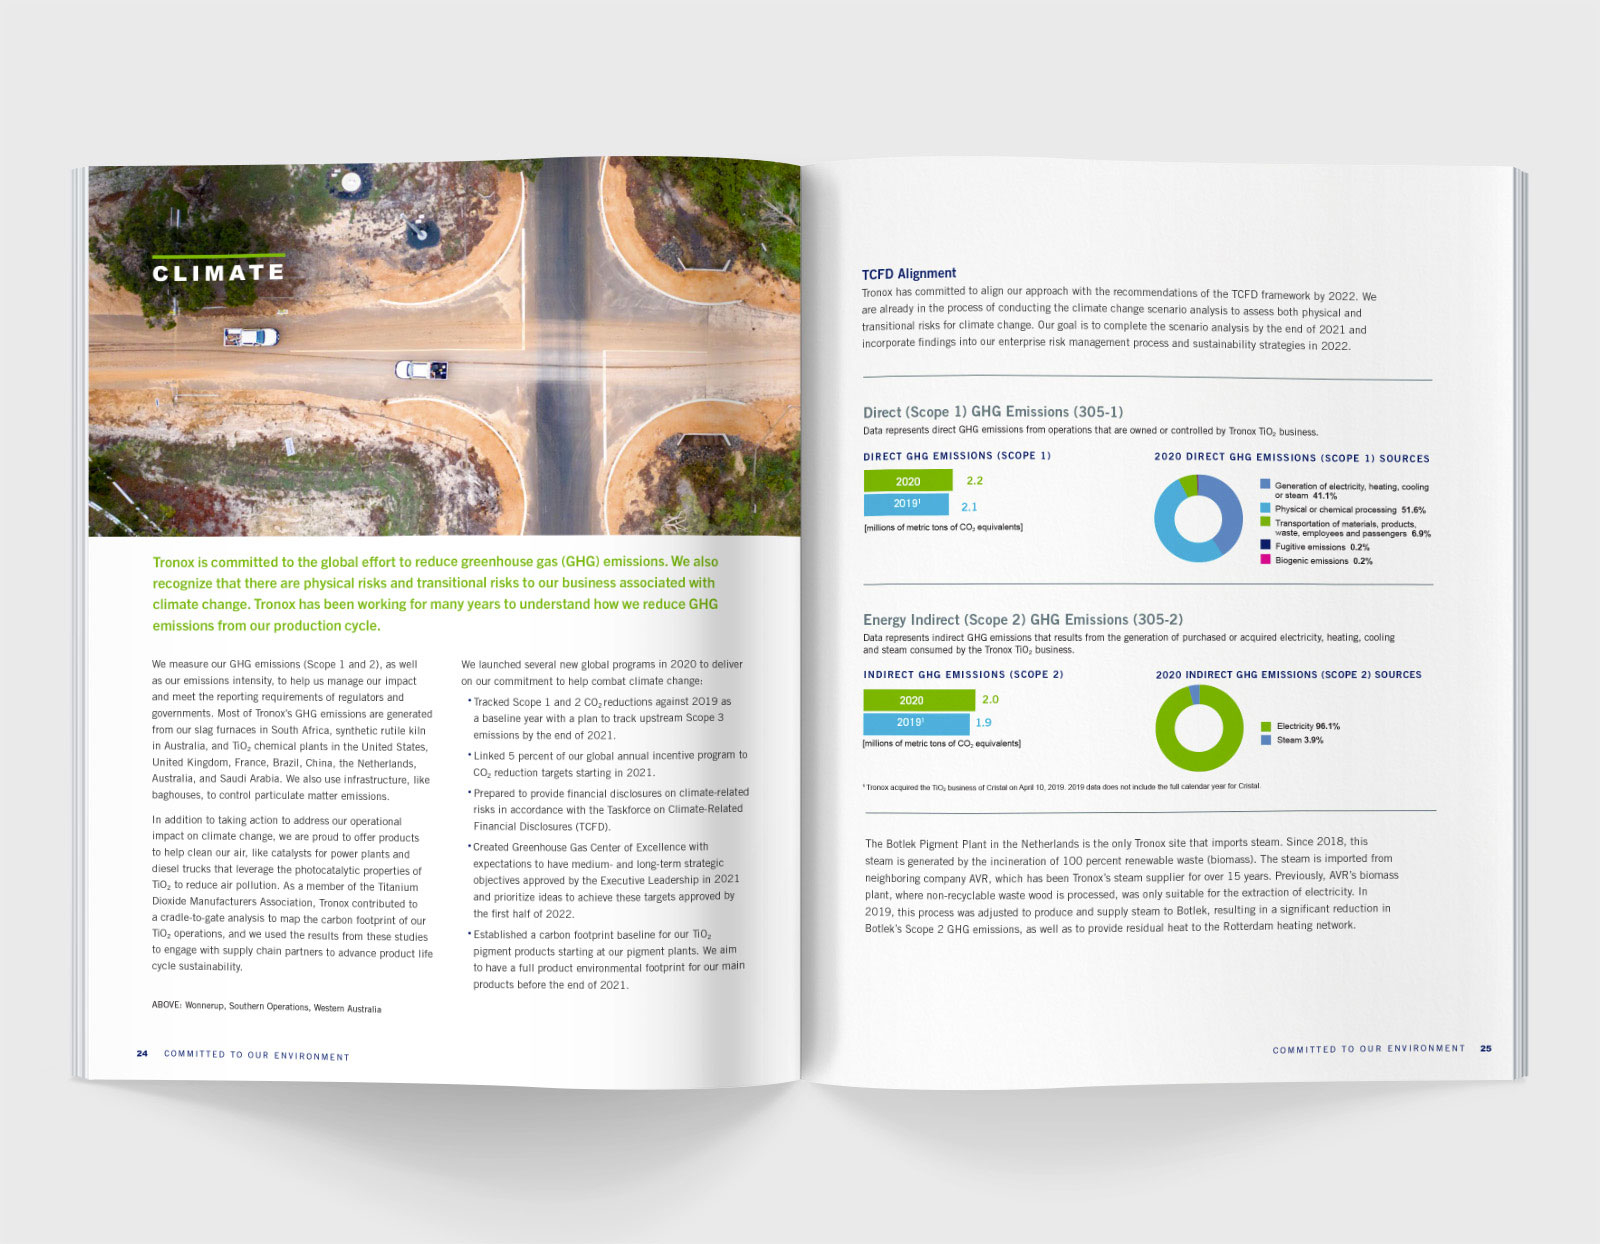 CLIMATE
Tronox is committed to the global effort to reduce greenhouse gas (GHG) emissions. We also
recognize that there are physical risks and transitional risks to our business associated with
climate change. Tronox has been working for many years to understand how we reduce GHG
emissions from our production cycle.
We measure our GHG emissions (Scope 1 and 2), as well
as our emissions intensity, to help us manage our impact
and meet the reporting requirements of regulators and
governments. Most of Tronox's GHG emissions are generated
from our slag furnaces in South Africa, synthetic rutile kiln
in Australia, and TiO₂ chemical plants in the United States,
United Kingdom, France, Brazil, China, the Netherlands,
Australia, and Saudi Arabia. We also use infrastructure, like
baghouses, to control particulate matter emissions.
In addition to taking action to address our operational
impact on climate change, we are proud to offer products
to help clean our air, like catalysts for power plants and
diesel trucks that leverage the photocatalytic properties of
TiO₂ to reduce air pollution. As a member of the Titanium
Dioxide Manufacturers Association, Tronox contributed to
a cradle-to-gate analysis to map the carbon footprint of our
TiO₂ operations, and we used the results from these studies
to engage with supply chain partners to advance product life
cycle sustainability.
ABOVE: Wonnerup, Southern Operations, Western Australia
We launched several new global programs in 2020 to deliver
on our commitment to help combat climate change:
• Tracked Scope 1 and 2 CO₂ reductions against 2019 as
a baseline year with a plan to track upstream Scope 3
emissions by the end of 2021.
• Linked 5 percent of our global annual incentive program to
CO₂ reduction targets starting in 2021.
• Prepared to provide financial disclosures on climate-related
risks in accordance with the Taskforce on Climate-Related
Financial Disclosures (TCFD).
• Created Greenhouse Gas Center of Excellence with
expectations to have medium- and long-term strategic
objectives approved by the Executive Leadership in 2021
and prioritize ideas to achieve these targets approved by
the first half of 2022.
• Established a carbon footprint baseline for our TiO₂
pigment products starting at our pigment plants. We aim
to have a full product environmental footprint for our main
products before the end of 2021.
24 COMMITTED TO OUR ENVIRONMENT
TCFD Alignment
Tronox has committed to align our approach with the recommendations of the TCFD framework by 2022. We
are already in the process of conducting the climate change scenario analysis to assess both physical and
transitional risks for climate change. Our goal is to complete the scenario analysis by the end of 2021 and
incorporate findings into our enterprise risk management process and sustainability strategies in 2022.
Direct (Scope 1) GHG Emissions (305-1)
Data represents direct GHG emissions from operations that are owned or controlled by Tronox TiO₂ business.
DIRECT GHG EMISSIONS (SCOPE 1)
2020 2.2
2019¹ 2.1
[millions of metric tons of CO₂ equivalents]
2020 DIRECT GHG EMISSIONS (SCOPE 1) SOURCES
Generation of electricity, heating, cooling
or steam 41.1%
Physical or chemical processing 51.6%
Transportation of materials, products,
waste, employees and passengers 6.9%
Fugitive emissions 0.2%
Biogenic emissions 0.2%
Energy Indirect (Scope 2) GHG Emissions (305-2)
Data represents indirect GHG emissions that results from the generation of purchased or acquired electricity, heating, cooling
and steam consumed by the Tronox TiO₂ business.
INDIRECT GHG EMISSIONS (SCOPE 2)
2020 2.0
2019¹ 1.9
[millions of metric tons of CO₂ equivalents]
2020 INDIRECT GHG EMISSIONS (SCOPE 2) SOURCES
Electricity 96.1%
Steam 3.9%
¹ Tronox acquired the TiO₂ business of Cristal on April 10, 2019. 2019 data does not include the full calendar year for Cristal.
The Botlek Pigment Plant in the Netherlands is the only Tronox site that imports steam. Since 2018, this
steam is generated by the incineration of 100 percent renewable waste (biomass). The steam is imported from
neighboring company AVR, which has been Tronox's steam supplier for over 15 years. Previously, AVR's biomass
plant, where non-recyclable waste wood is processed, was only suitable for the extraction of electricity. In
2019, this process was adjusted to produce and supply steam to Botlek, resulting in a significant reduction in
Botlek's Scope 2 GHG emissions, as well as to provide residual heat to the Rotterdam heating network.
COMMITTED TO OUR ENVIRONMENT 25